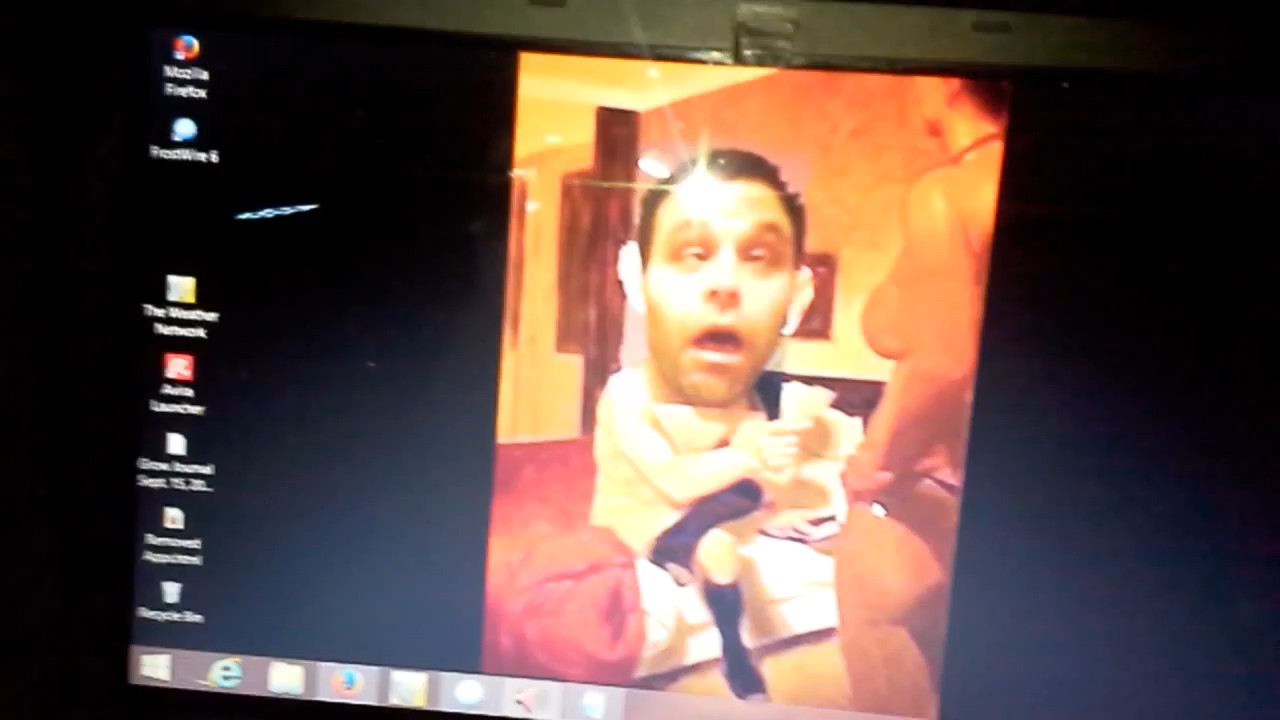 Mozilla
Firefox
FrostWire 6
The Weather
Network
Avira
Launcher
Grow Journal
Sept 15, 20...
Removed
Apps.html
Recycle Bin